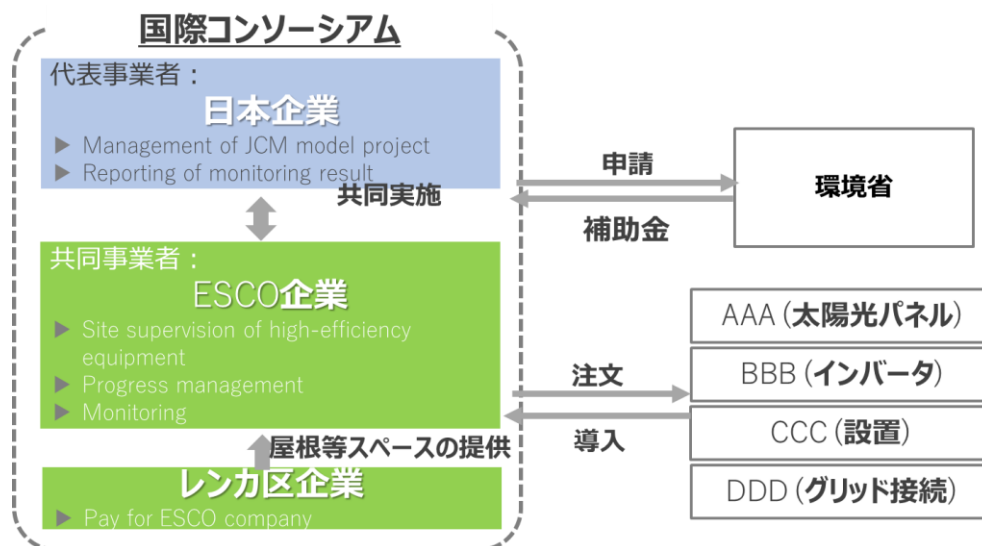 国際コンソーシアム
代表事業者：
日本企業
▶ Management of JCM model project
▶ Reporting of monitoring result
共同実施
共同事業者：
ESCO企業
▶ Site supervision of high-efficiency
equipment
▶ Progress management
▶ Monitoring
屋根等スペースの提供
レンカ区企業
▶ Pay for ESCO company
申請
補助金
環境省
注文
導入
AAA (太陽光パネル)
BBB (インバータ)
CCC (設置)
DDD (グリッド接続)